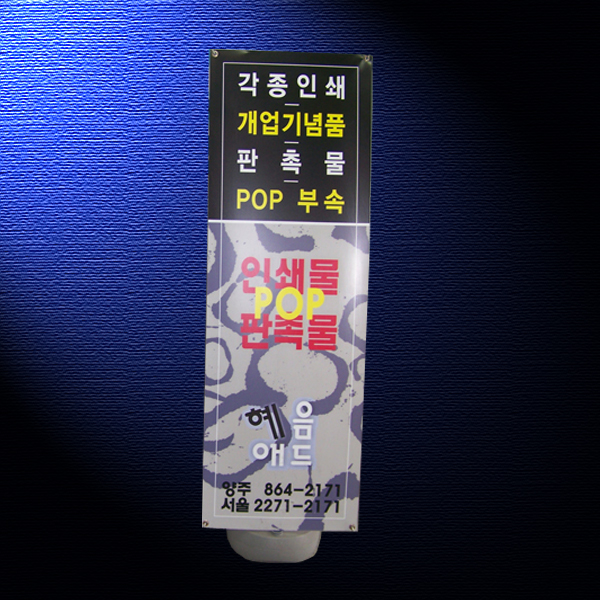 각종인쇄
개업기념품
판촉물
POP 부속
인쇄물
POP
판촉물
혜음
애드
양주 864-2171
서울 2271-2171